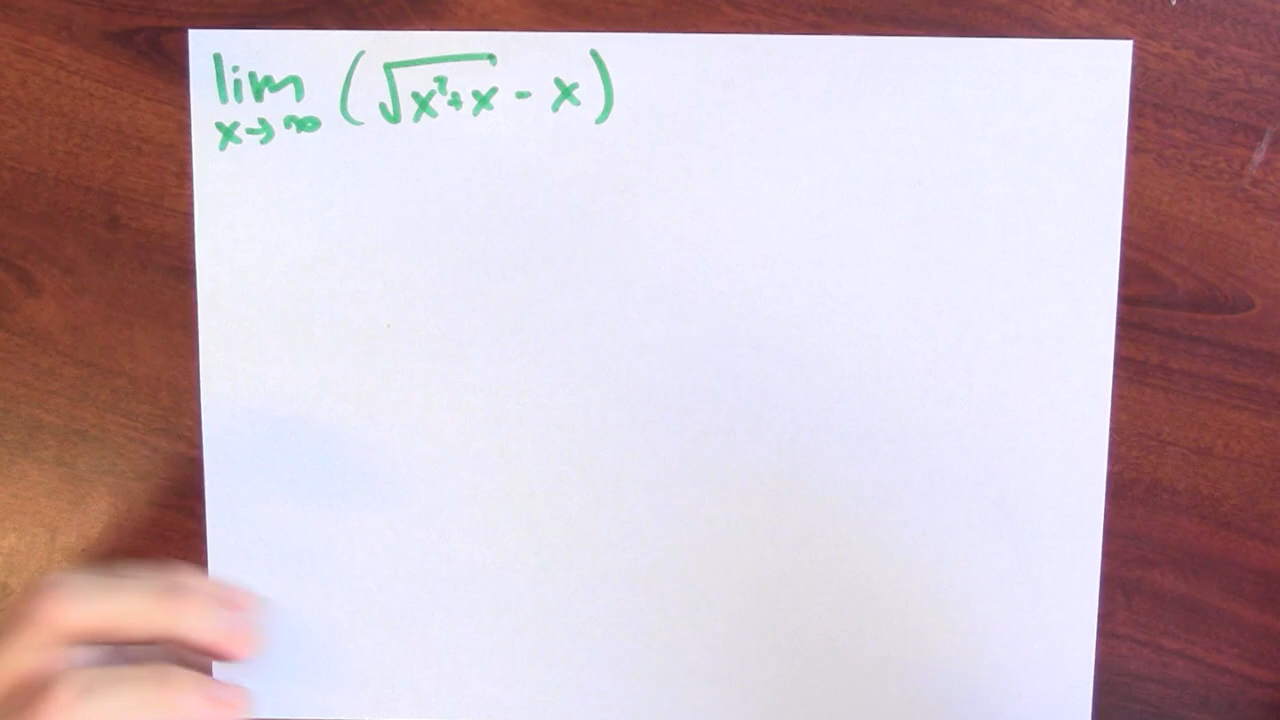 lim (√x²+x - x)
x→∞